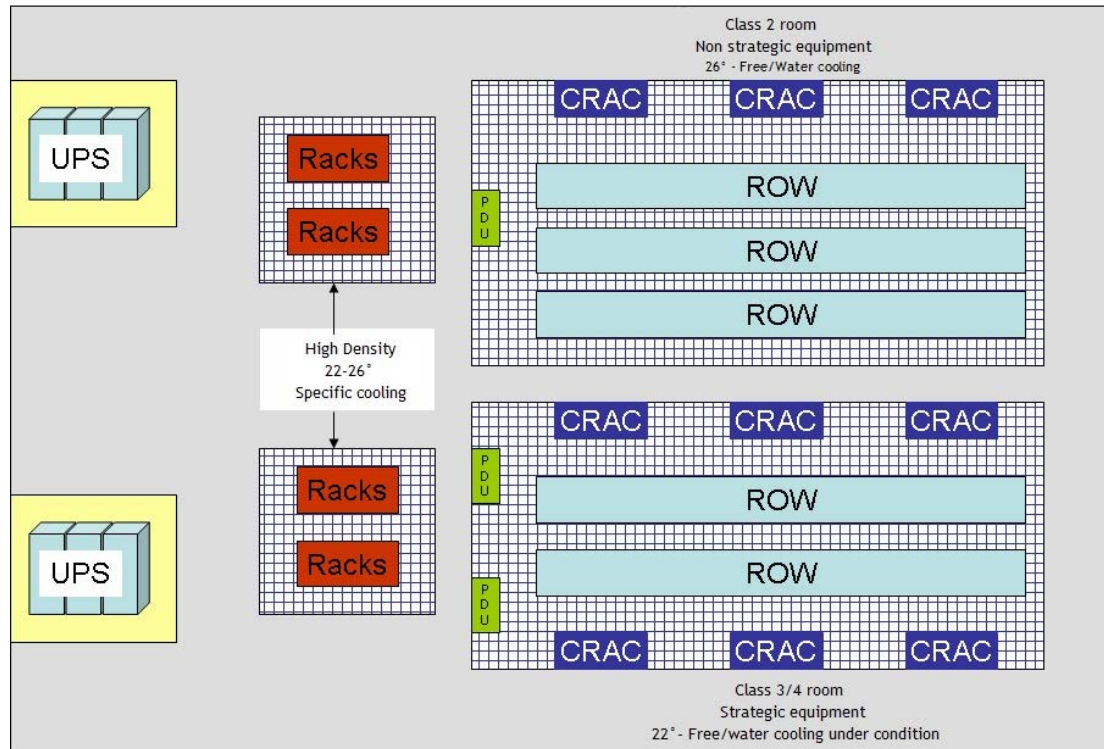 Class 2 room
Non strategic equipment
26° - Free/Water cooling
CRAC
CRAC
CRAC
UPS
Racks
Racks
P
D
U
ROW
ROW
ROW
High Density
22-26°
Specific cooling
CRAC
CRAC
CRAC
P
D
U
Racks
Racks
ROW
ROW
UPS
P
D
U
CRAC
CRAC
CRAC
Class 3/4 room
Strategic equipment
22°- Free/water cooling under condition